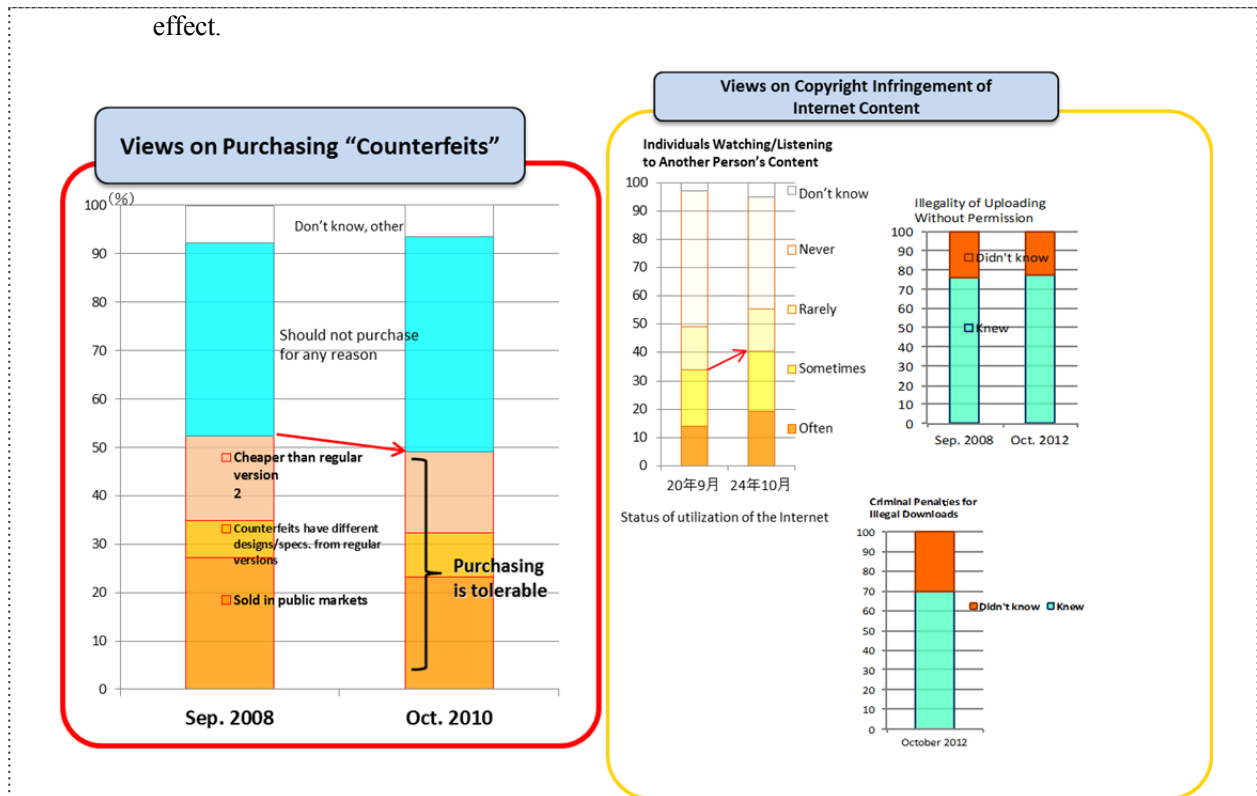 effect.
Views on Purchasing “Counterfeits”
(%)
100
90
80
70
60
50
40
30
20
10
0
Don’t know, other
Should not purchase
for any reason
Cheaper than regular
version
2
Counterfeits have different
designs/specs. from regular
versions
Sold in public markets
Purchasing
is tolerable
Sep. 2008
Oct. 2010
Views on Copyright Infringement of
Internet Content
Individuals Watching/Listening
to Another Person’s Content
100
90
80
70
60
50
40
30
20
10
0
Don’t know
Never
Rarely
Sometimes
Often
20年9月
24年10月
Status of utilization of the Internet
Illegality of Uploading
Without Permission
100
90
80
70
60
50
40
30
20
10
0
Didn't know
Knew
Sep. 2008
Oct. 2012
Criminal Penalties for
Illegal Downloads
100
90
80
70
60
50
40
30
20
10
0
Didn't know
Knew
October 2012